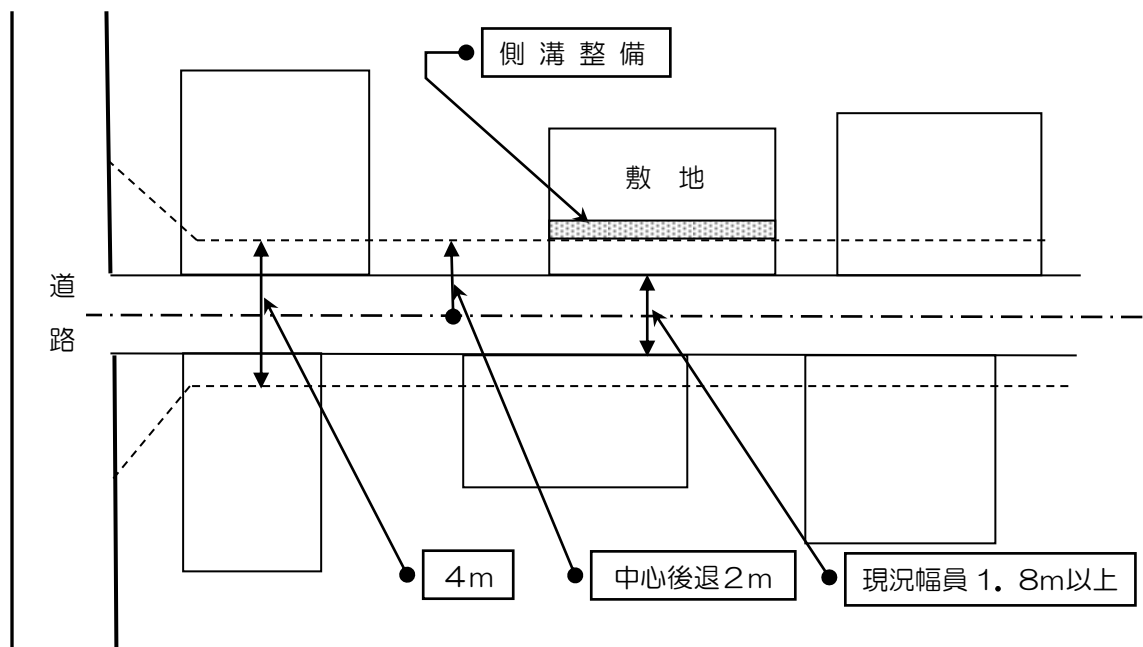 側 溝 整 備
敷 地
道
路
４ｍ
中心後退２ｍ
現況幅員１．８ｍ以上